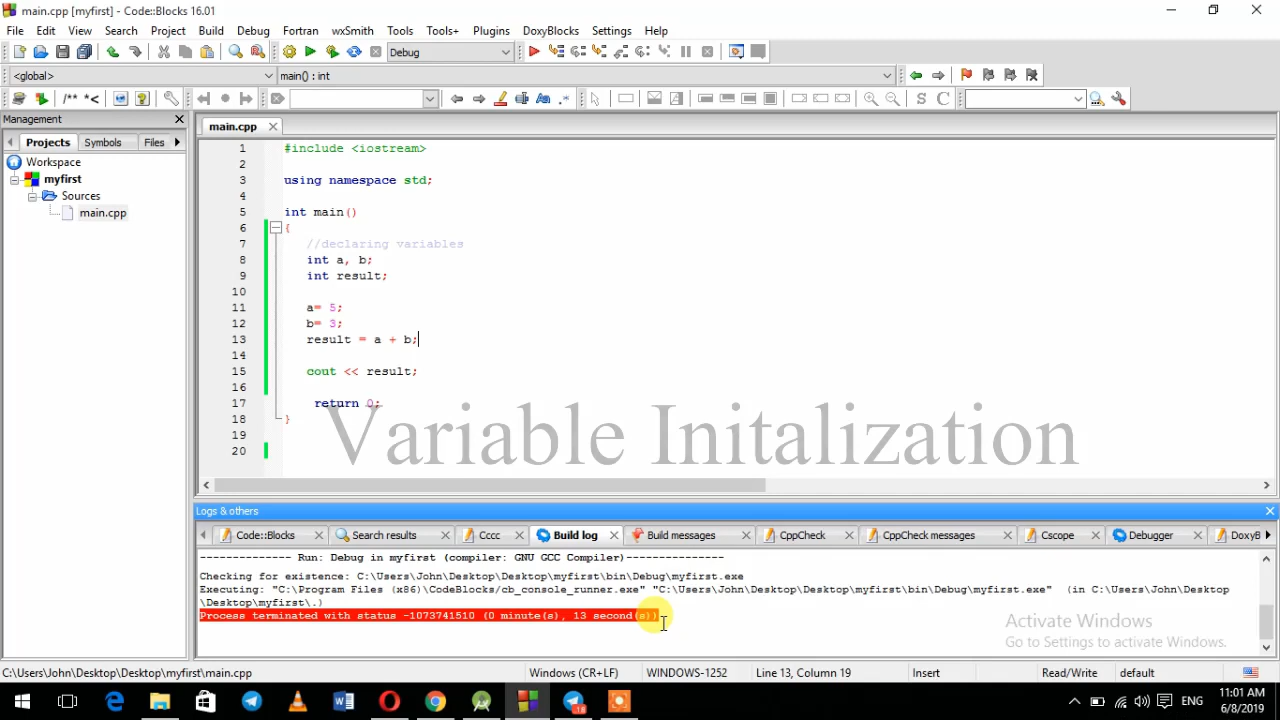 main.cpp [myfirst] - Code::Blocks 16.01
File Edit View Search Project Build Debug Fortran wxSmith Tools Tools+ Plugins DoxyBlocks Settings Help
Debug
<global> main() : int
/** *<
S C
Management
Projects Symbols Files
main.cpp
Workspace
myfirst
Sources
main.cpp
1 #include <iostream>
2
3 using namespace std;
4
5 int main()
6 {
7 //declaring variables
8 int a, b;
9 int result;
10
11 a= 5;
12 b= 3;
13 result = a + b;
14
15 cout << result;
16
17 return 0;
18 }
19
20
Variable Initalization
Logs & others
Code::Blocks Search results Cccc Build log Build messages CppCheck CppCheck messages Cscope Debugger DoxyB
-------------- Run: Debug in myfirst (compiler: GNU GCC Compiler)---------------
Checking for existence: C:\Users\John\Desktop\Desktop\myfirst\bin\Debug\myfirst.exe
Executing: "C:\Program Files (x86)\CodeBlocks/cb_console_runner.exe" "C:\Users\John\Desktop\Desktop\myfirst\bin\Debug\myfirst.exe"  (in C:\Users\John\Desktop
\Desktop\myfirst\.)
Process terminated with status -1073741510 (0 minute(s), 13 second(s))
Activate Windows
Go to Settings to activate Windows.
C:\Users\John\Desktop\Desktop\myfirst\main.cpp Windows (CR+LF) WINDOWS-1252 Line 13, Column 19 Insert Read/Write default
ENG
11:01 AM
6/8/2019